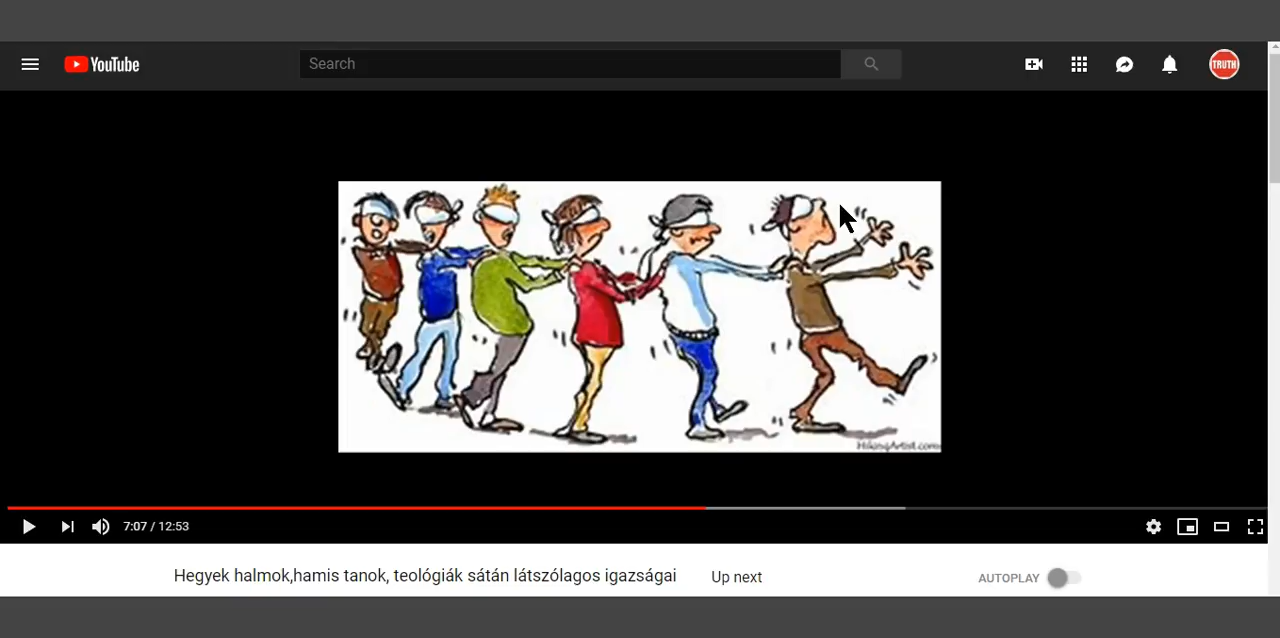 YouTube
Search
TRUTH
HikingArtist.com
7:07 / 12:53
Hegyek halmok,hamis tanok, teológiák sátán látszólagos igazságai
Up next
AUTOPLAY